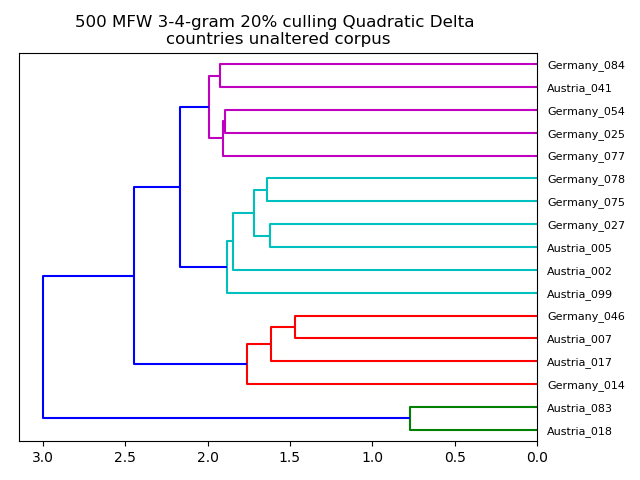 500 MFW 3-4-gram 20% culling Quadratic Delta
countries unaltered corpus
Germany_084
Austria_041
Germany_054
Germany_025
Germany_077
Germany_078
Germany_075
Germany_027
Austria_005
Austria_002
Austria_099
Germany_046
Austria_007
Austria_017
Germany_014
Austria_083
Austria_018
3.0 2.5 2.0 1.5 1.0 0.5 0.0